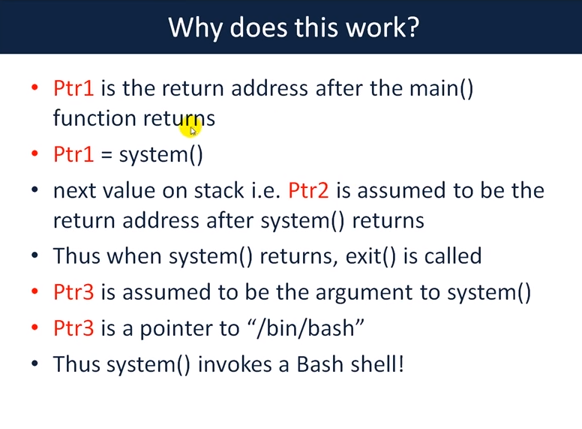 Why does this work?
• Ptr1 is the return address after the main()
function returns
• Ptr1 = system()
• next value on stack i.e. Ptr2 is assumed to be the
return address after system() returns
• Thus when system() returns, exit() is called
• Ptr3 is assumed to be the argument to system()
• Ptr3 is a pointer to “/bin/bash”
• Thus system() invokes a Bash shell!